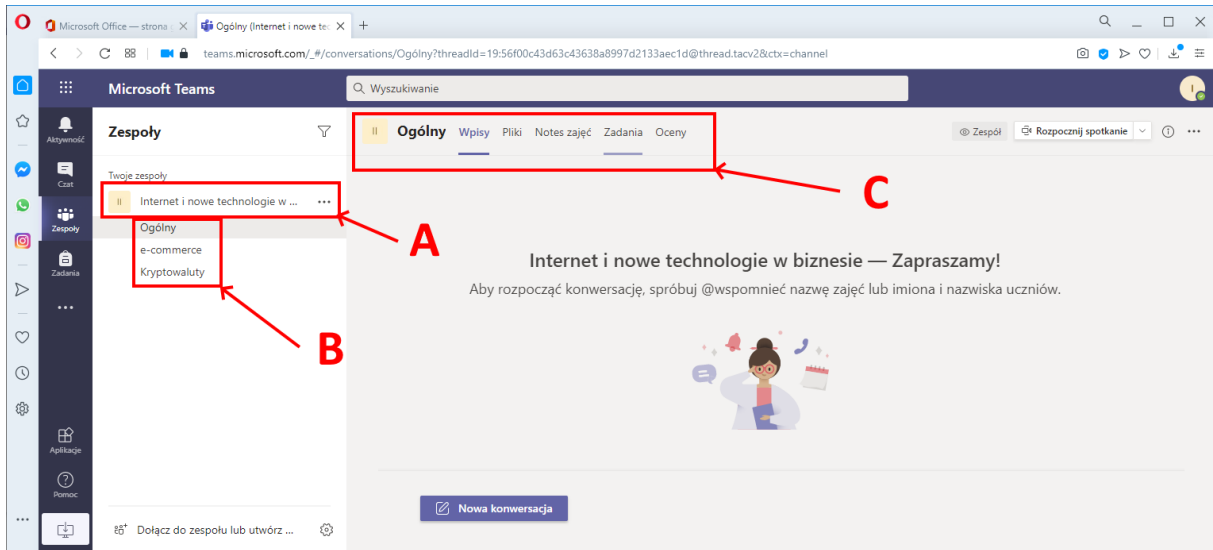 Microsoft Office — strona
Ogólny (Internet i nowe tec
teams.microsoft.com/_#/conversations/Ogólny?threadId=19:56f00c43d63c43638a8997d2133aec1d@thread.tacv2&ctx=channel
Microsoft Teams
Wyszukiwanie
I
Aktywność
Czat
Zespoły
Zadania
Aplikacje
Pomoc
Zespoły
Twoje zespoły
II Internet i nowe technologie w ...
Ogólny
e-commerce
Kryptowaluty
Dołącz do zespołu lub utwórz ...
A
B
II Ogólny Wpisy Pliki Notes zajęć Zadania Oceny
Zespół
Rozpocznij spotkanie
C
Internet i nowe technologie w biznesie — Zapraszamy!
Aby rozpocząć konwersację, spróbuj @wspomnieć nazwę zajęć lub imiona i nazwiska uczniów.
Nowa konwersacja